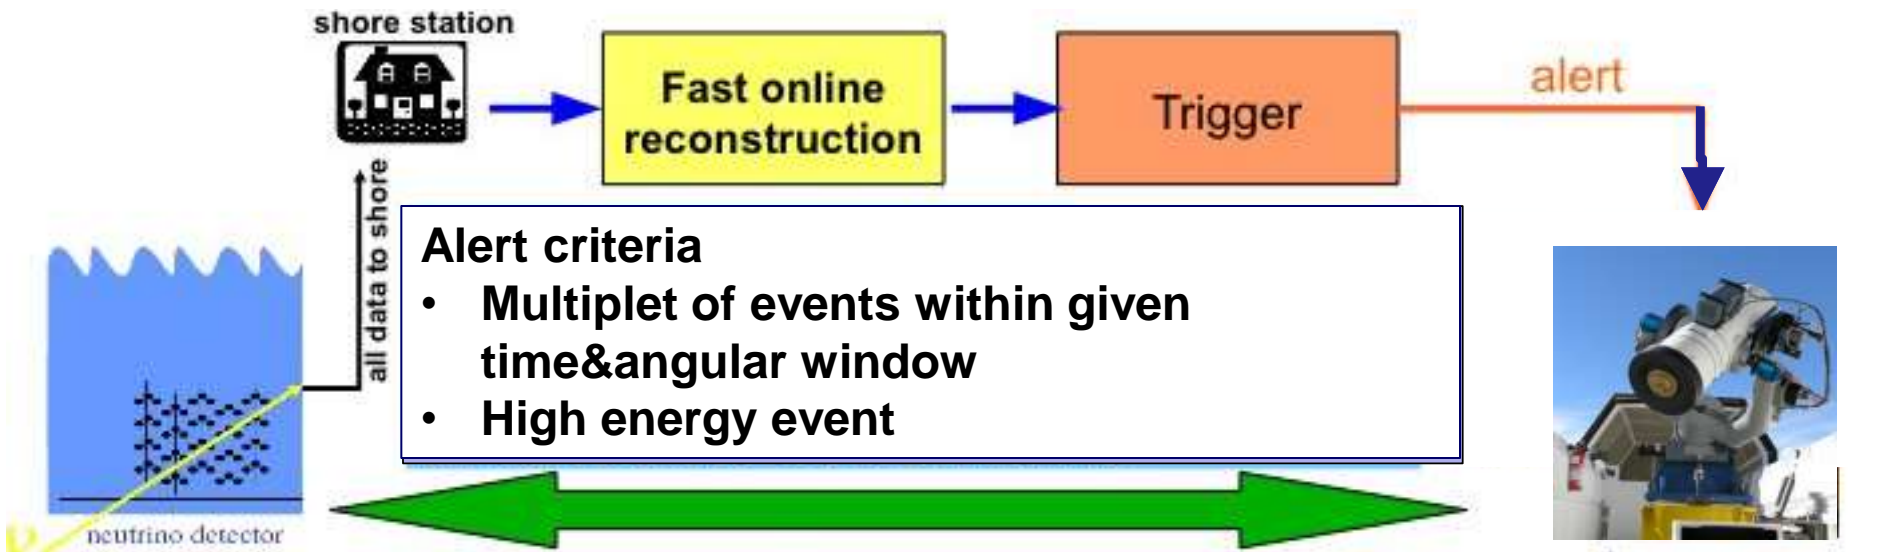 shore station
Fast online
reconstruction
Trigger
alert
all data to shore
Alert criteria
• Multiplet of events within given
time&angular window
• High energy event
ν
neutrino detector